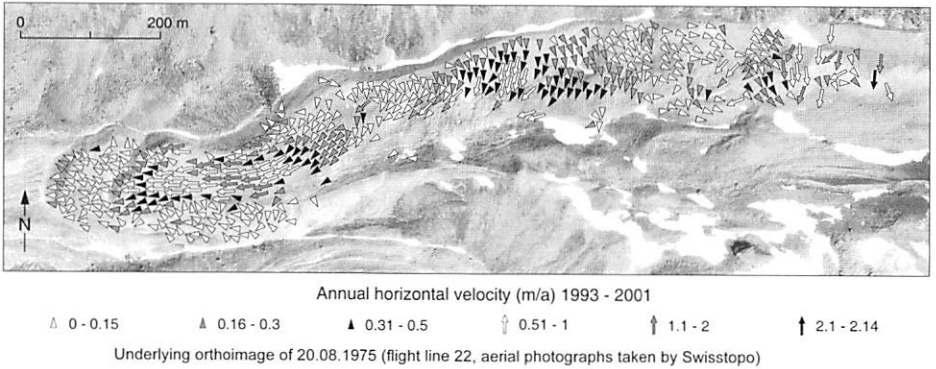 0 200 m
N
Annual horizontal velocity (m/a) 1993 - 2001
0 - 0.15 0.16 - 0.3 0.31 - 0.5 0.51 - 1 1.1 - 2 2.1 - 2.14
Underlying orthoimage of 20.08.1975 (flight line 22, aerial photographs taken by Swisstopo)